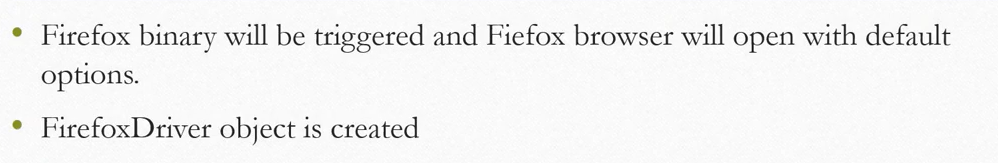 • Firefox binary will be triggered and Fiefox browser will open with default
options.
• FirefoxDriver object is created